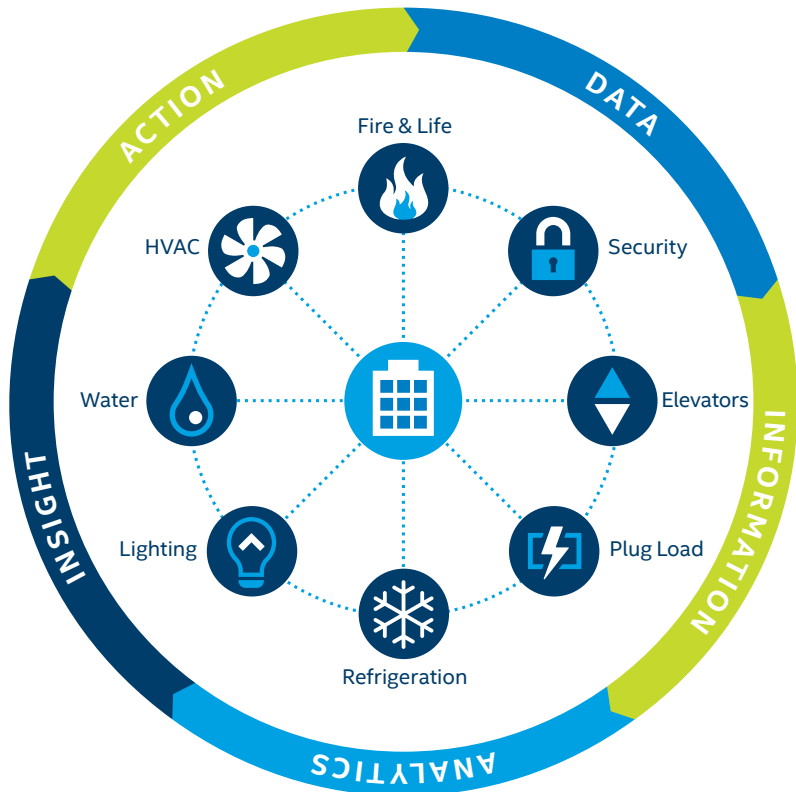 ACTION
DATA
Fire & Life
HVAC
Security
Water
Elevators
INFORMATION
INSIGHT
Lighting
Plug Load
Refrigeration
ANALYTICS